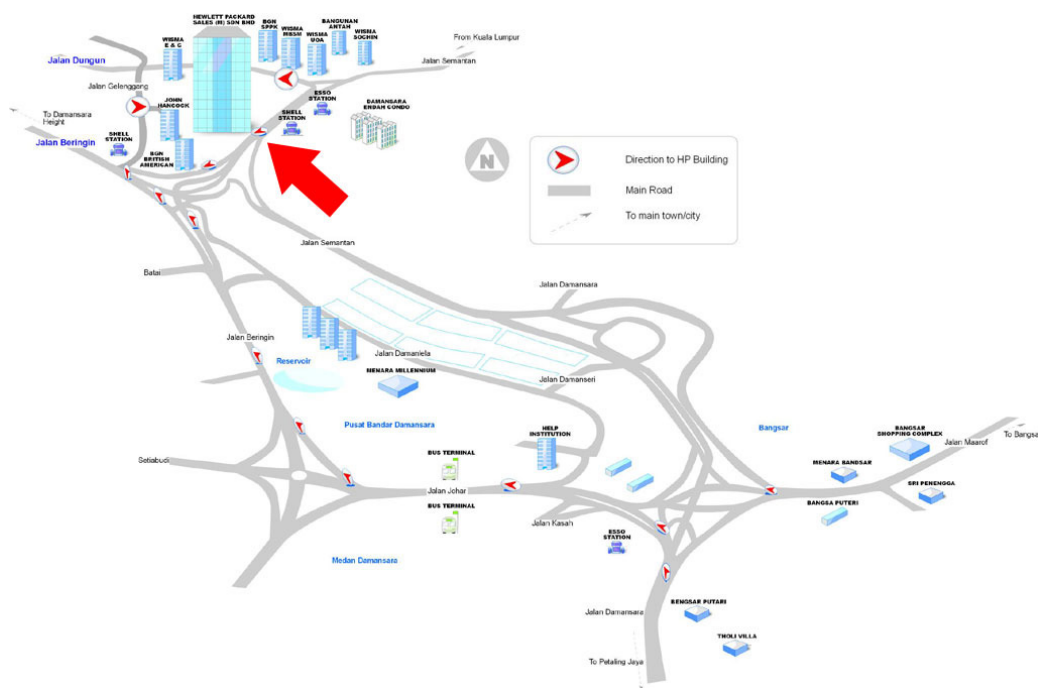 HEWLETT PACKARD
SALES (M) SDN BHD
BGN
SPPK
WISMA
MBSM
WISMA
UOA
BANGUNAN
ANTAH
WISMA
SOCHIN
From Kuala Lumpur
Jalan Semantan
WISMA
E & G
Jalan Dungun
Jalan Gelenggong
To Damansara
Height
JOHN
HANCOCK
SHELL
STATION
Jalan Beringin
BGN
BRITISH
AMERICAN
ESSO
STATION
SHELL
STATION
DAMANSARA
ENDAH CONDO
N
Direction to HP Building
Main Road
To main town/city
Jalan Semantan
Batai
Jalan Damansara
Jalan Beringin
Reservoir
Jalan Damanlela
MENARA MILLENNIUM
Jalan Damanseri
Pusat Bandar Damansara
HELP
INSTITUTION
Bangsar
BANGSAR
SHOPPING COMPLEX
To Bangsa
Jalan Maarof
Setiabudi
BUS TERMINAL
MENARA BANGSAR
SRI PENENGGA
Jalan Johar
BANGSA PUTERI
BUS TERMINAL
Jalan Kasah
ESSO
STATION
Medan Damansara
BENGSAR PUTARI
Jalan Damansara
THOLI VILLA
To Petaling Jaya